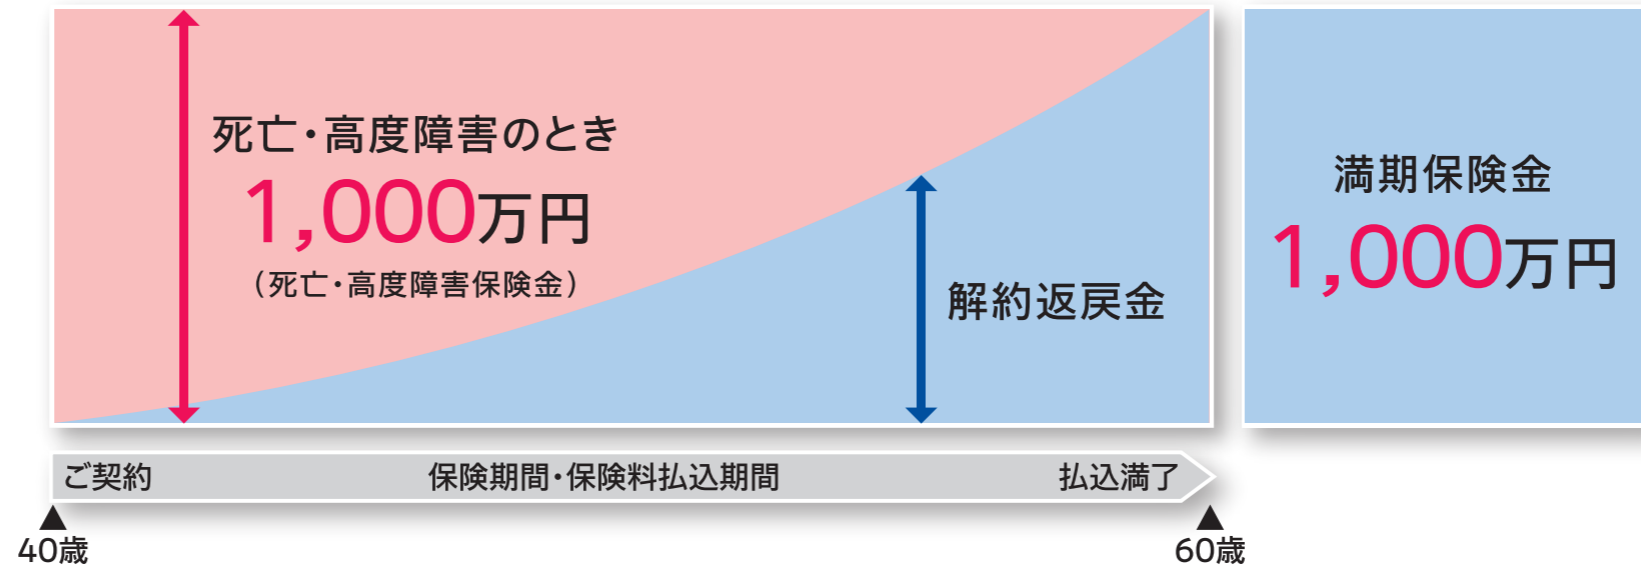 死亡・高度障害のとき
1,000万円
(死亡・高度障害保険金)
解約返戻金
満期保険金
1,000万円
ご契約
保険期間・保険料払込期間
払込満了
40歳
60歳